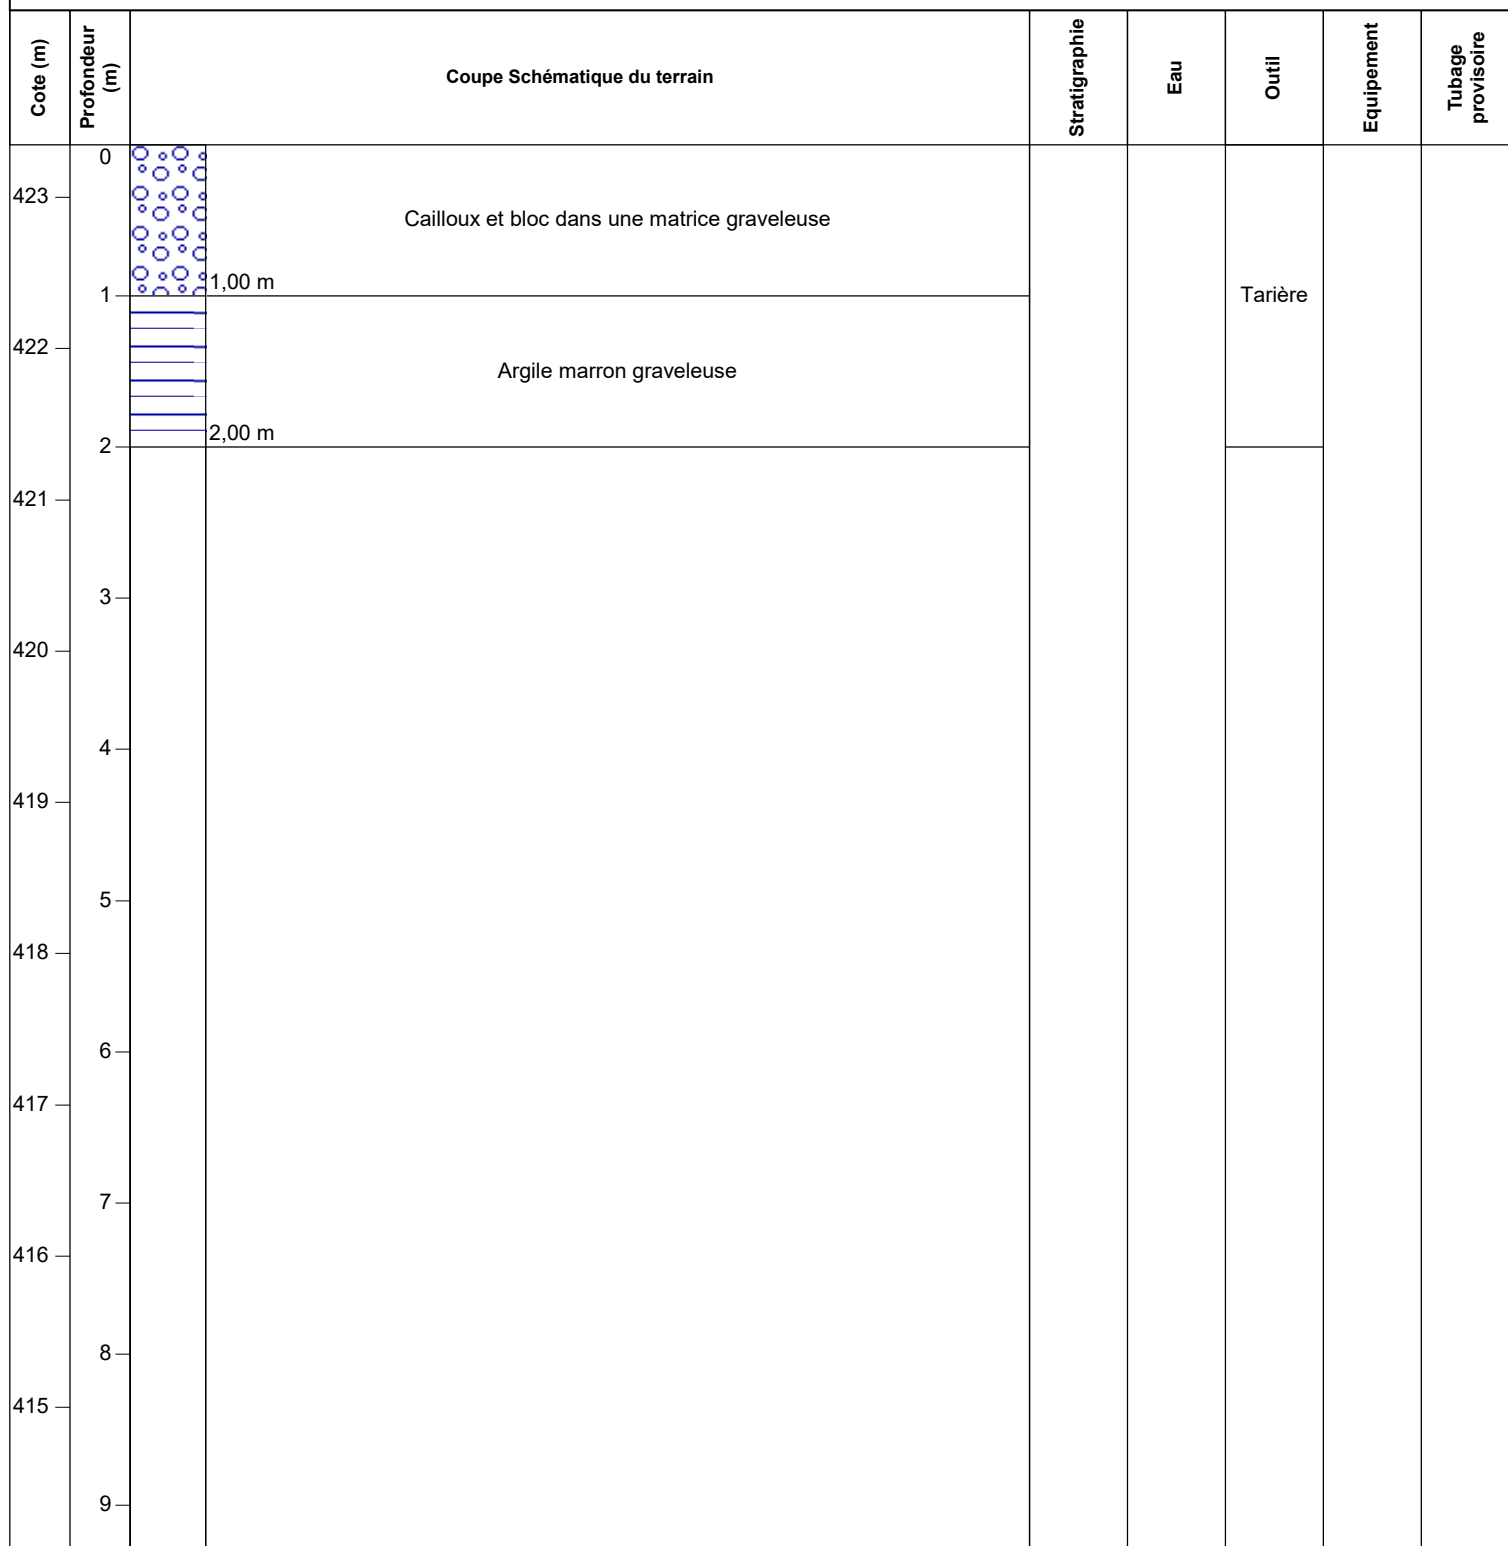 Cote (m)
Profondeur
(m)
Coupe Schématique du terrain
Stratigraphie
Eau
Outil
Equipement
Tubage
provisoire
0
423
Cailloux et bloc dans une matrice graveleuse
1,00 m
1
Tarière
422
Argile marron graveleuse
2,00 m
2
421
3
420
4
419
5
418
6
417
7
416
8
415
9